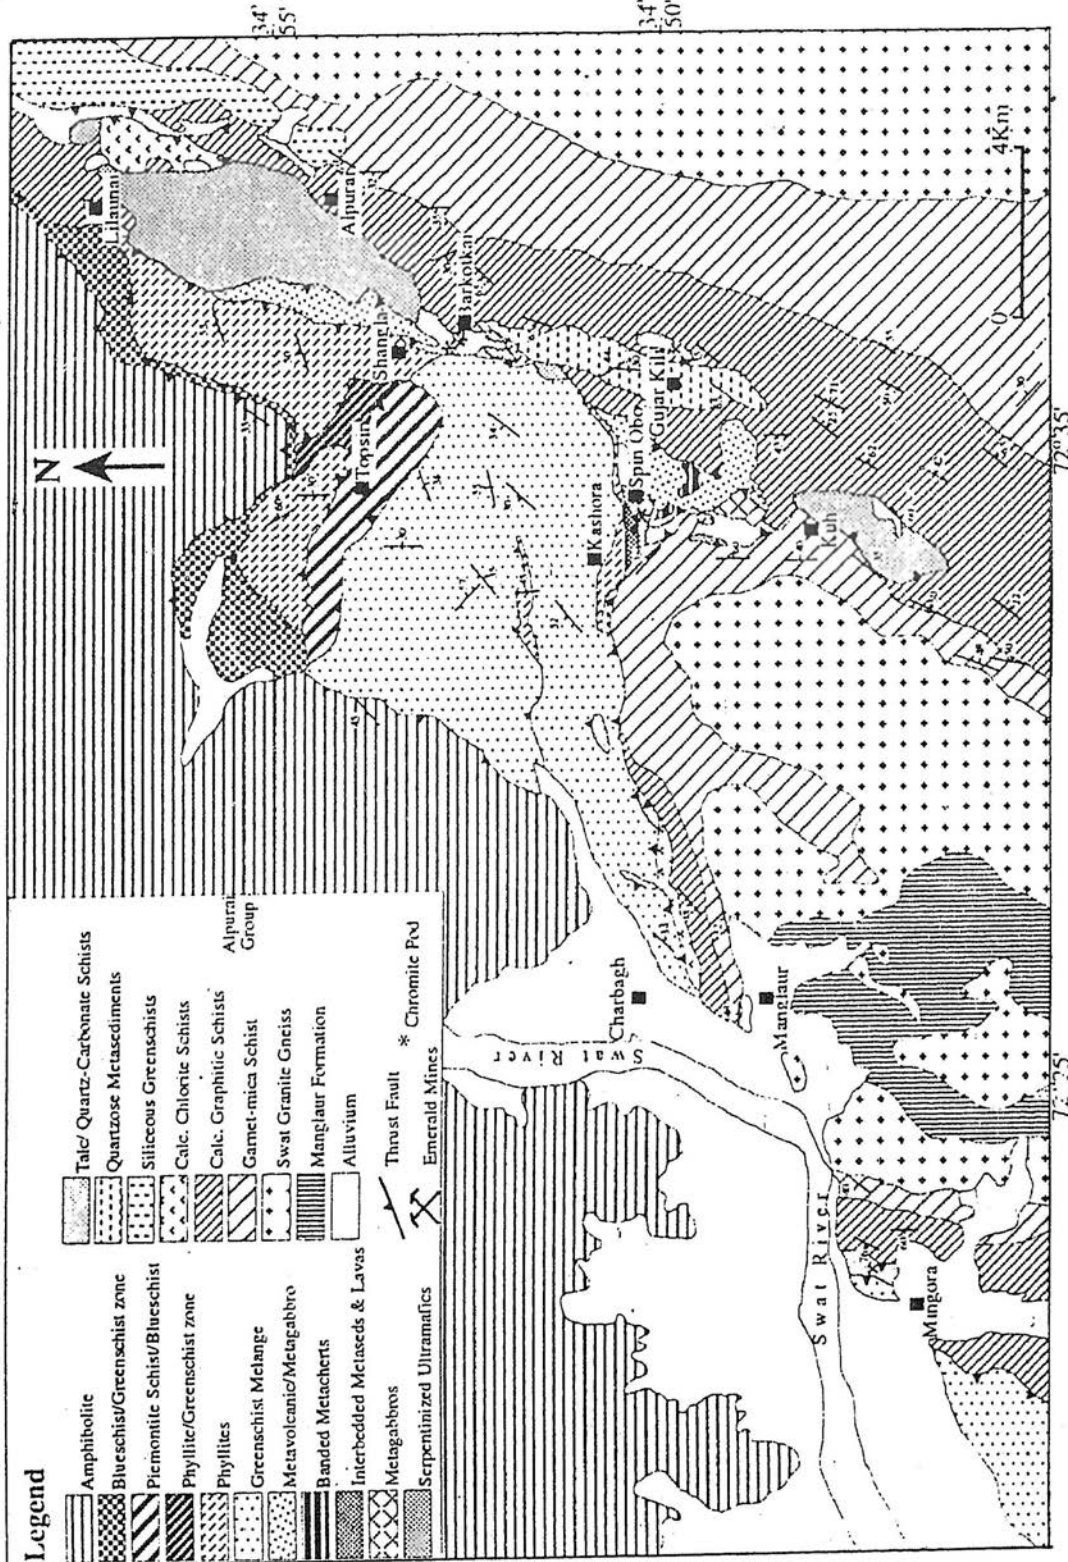 Legend
Amphibolite
Blueschist/Greenschist zone
Piemontite Schist/Blueschist
Phyllite/Greenschist zone
Phyllites
Greenschist Melange
Metavolcanic/Metagabbro
Banded Metacherts
Interbedded Metaseds & Lavas
Metagabbros
Serpentinized Ultramafics
Talc/ Quartz-Carbonate Schists
Quartzose Metasediments
Siliceous Greenschists
Calc. Chlorite Schists
Calc. Graphitic Schists
Garnet-mica Schist
Alpurai
Group
Swat Granite Gneiss
Manglaur Formation
Alluvium
Thrust Fault
* Chromite Pod
Emerald Mines
N
Lilaunai
Alpurai
Shangla
Barkotkai
Topsin
Kashora
Spin Obo
Gujar Kili
Kuh
Charbagh
Manglaur
Mingora
Swat River
Swat River
0 4Km
34°
55'
34°
50'
72°35'
72°25'